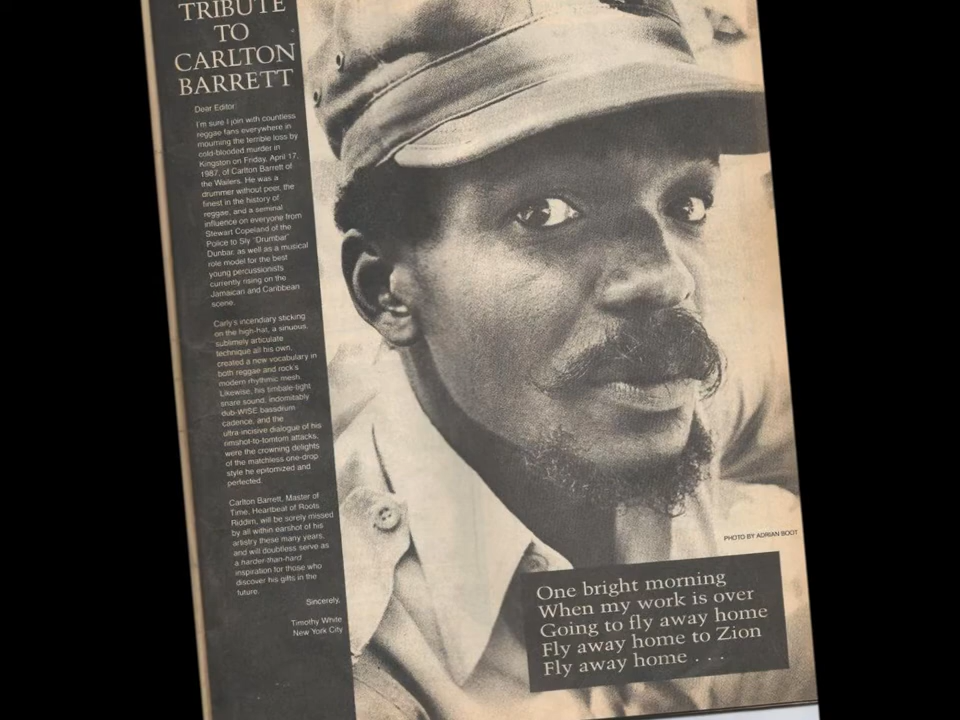 TRIBUTE
TO
CARLTON
BARRETT
Dear Editor:
I'm sure I join with countless
reggae fans everywhere in
mourning the terrible loss by
cold-blooded murder in
Kingston on Friday, April 17,
1987, of Carlton Barrett of
the Wailers. He was a
drummer without peer, the
finest in the history of
reggae, and a seminal
influence on everyone from
Stewart Copeland of the
Police to Sly "Drumbar"
Dunbar, as well as a musical
role model for the best
young percussionists
currently rising on the
Jamaican and Caribbean
scene.
Carly's incendiary sticking
on the high-hat, a sinuous,
sublimely articulate
technique all his own,
created a new vocabulary in
both reggae and rock's
modern rhythmic mesh.
Likewise, his timbale-tight
snare sound, indomitably
dub-WISE bassdrum
cadence, and the
ultra-incisive dialogue of his
rimshot-to-tomtom attacks,
were the crowning delights
of the matchless one-drop
style he epitomized and
perfected.
Carlton Barrett, Master of
Time, Heartbeat of Roots
Riddim, will be sorely missed
by all within earshot of his
artistry these many years,
and will doubtless serve as
a harder-than-hard
inspiration for those who
discover his gifts in the
future.
Sincerely,
Timothy White
New York City
PHOTO BY ADRIAN BOOT
One bright morning
When my work is over
Going to fly away home
Fly away home to Zion
Fly away home . . .